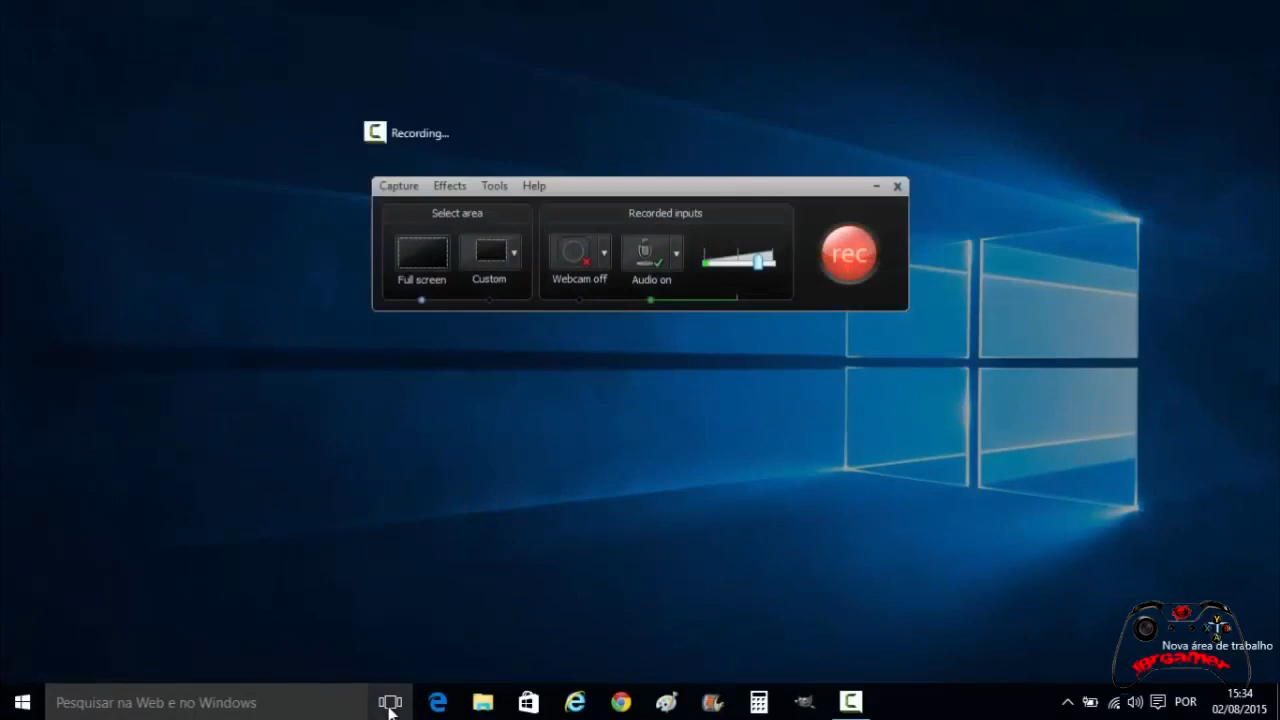 Recording...
Capture Effects Tools Help
Select area
Recorded inputs
rec
Full screen
Custom
Webcam off
Audio on
Nova área de trabalho
Pesquisar na Web e no Windows
POR
15:34
02/08/2015